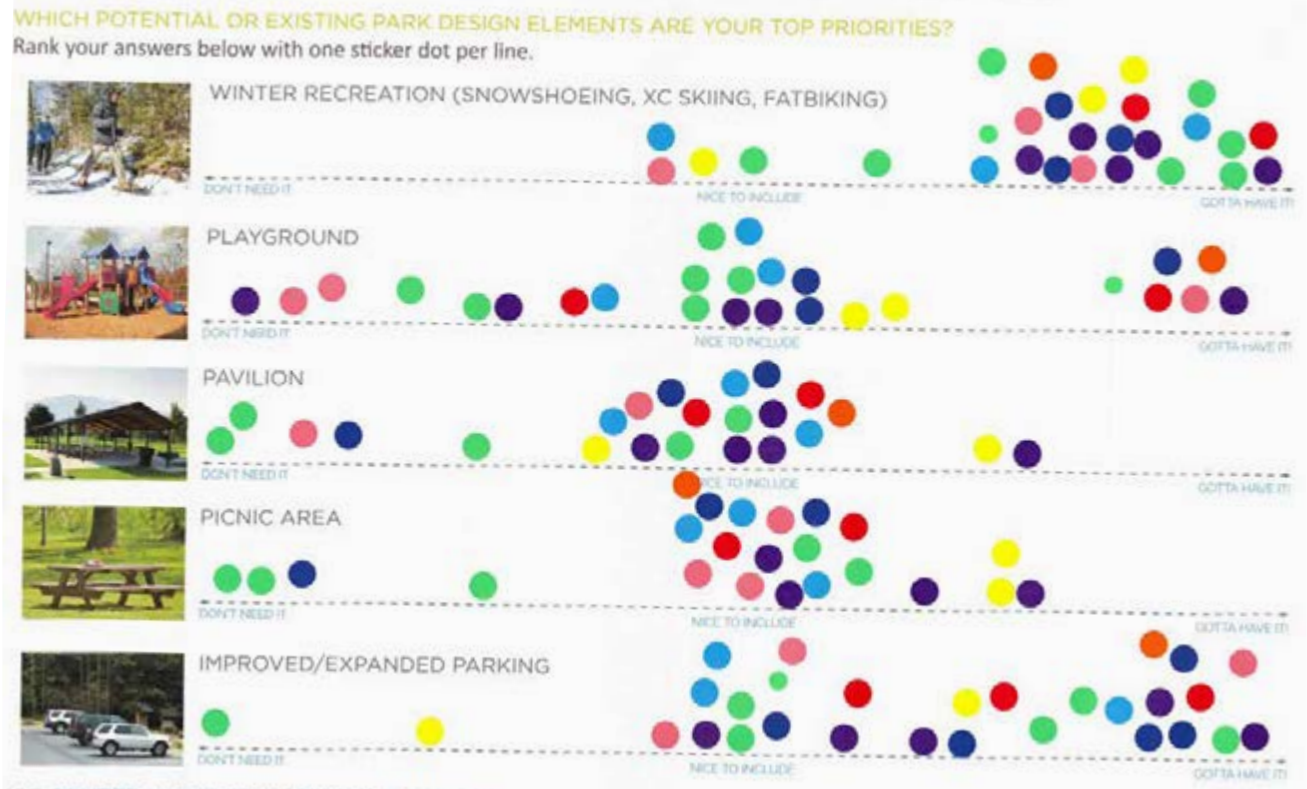 WHICH POTENTIAL OR EXISTING PARK DESIGN ELEMENTS ARE YOUR TOP PRIORITIES?
Rank your answers below with one sticker dot per line.
WINTER RECREATION (SNOWSHOEING, XC SKIING, FATBIKING)
DON'T NEED IT
NICE TO INCLUDE
GOTTA HAVE IT!
PLAYGROUND
DON'T NEED IT
NICE TO INCLUDE
GOTTA HAVE IT!
PAVILION
DON'T NEED IT
NICE TO INCLUDE
GOTTA HAVE IT!
PICNIC AREA
DON'T NEED IT
NICE TO INCLUDE
GOTTA HAVE IT!
IMPROVED/EXPANDED PARKING
DON'T NEED IT
NICE TO INCLUDE
GOTTA HAVE IT!